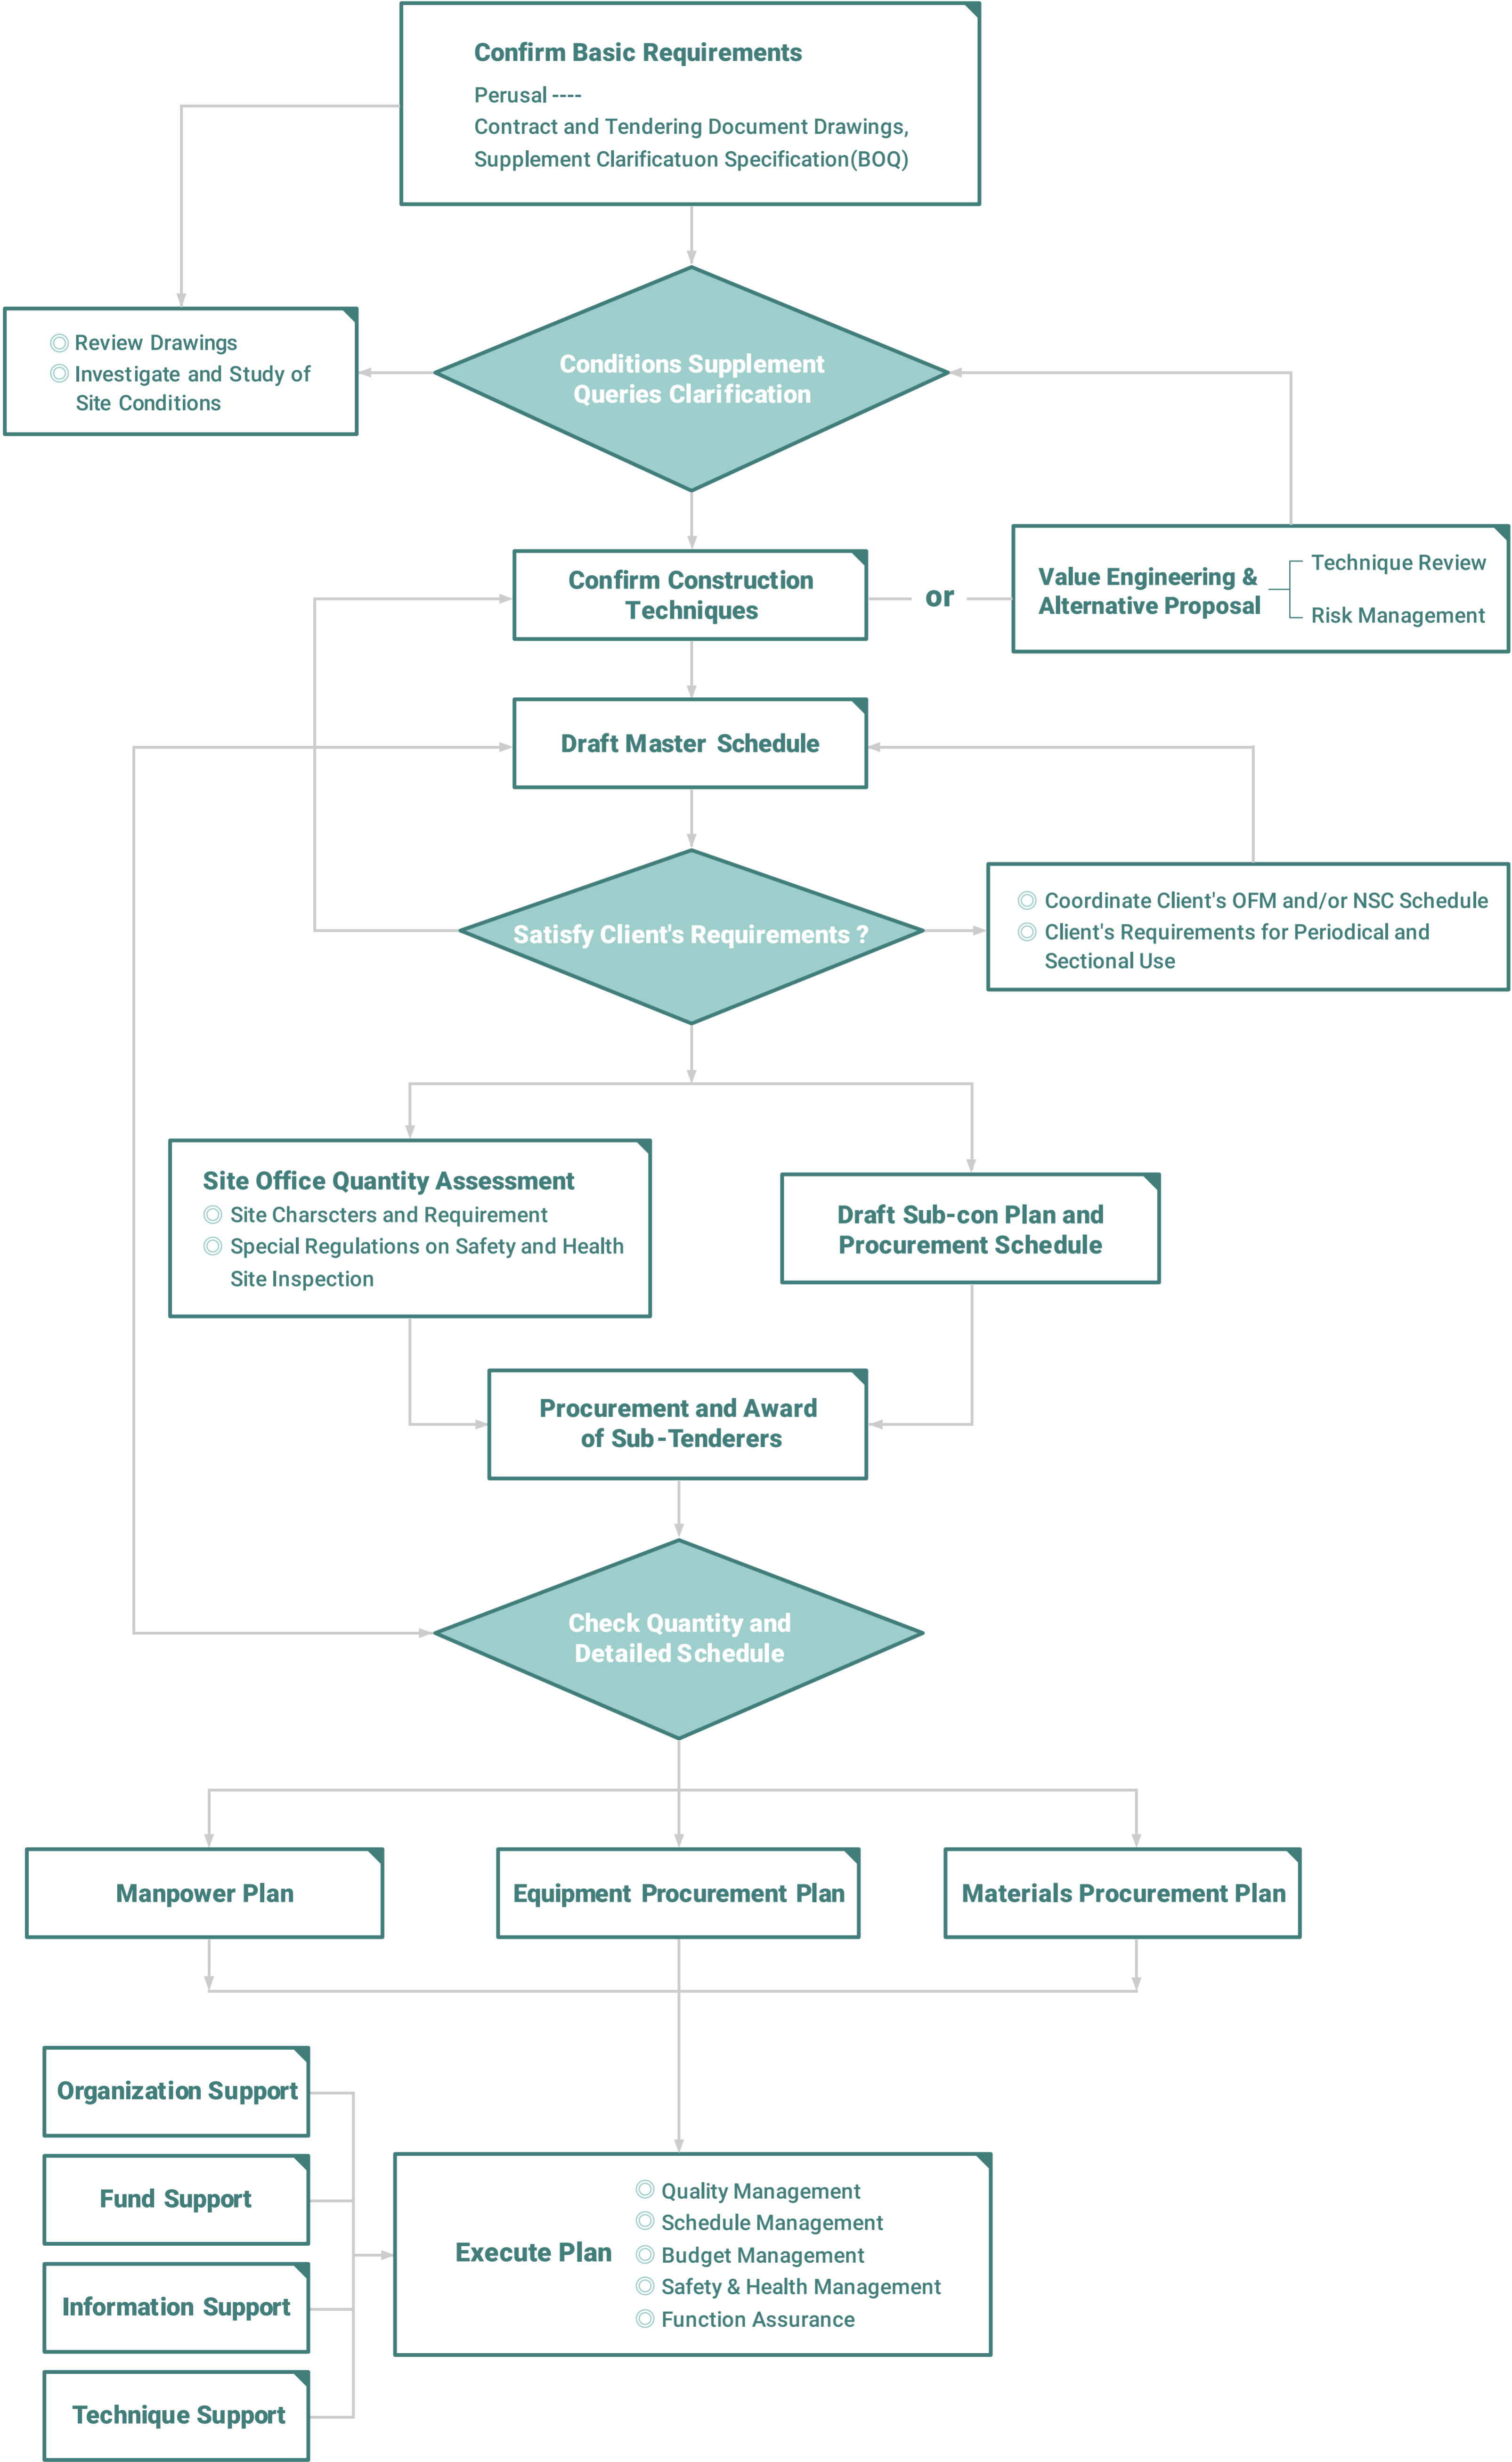 Confirm Basic Requirements
Perusal ----
Contract and Tendering Document Drawings,
Supplement Clarificatuon Specification(BOQ)
◎ Review Drawings
◎ Investigate and Study of
Site Conditions
Conditions Supplement
Queries Clarification
Confirm Construction
Techniques
or
Value Engineering &
Alternative Proposal
Technique Review
Risk Management
Draft Master Schedule
Satisfy Client's Requirements ?
◎ Coordinate Client's OFM and/or NSC Schedule
◎ Client's Requirements for Periodical and
Sectional Use
Site Office Quantity Assessment
◎ Site Charscters and Requirement
◎ Special Regulations on Safety and Health
Site Inspection
Draft Sub-con Plan and
Procurement Schedule
Procurement and Award
of Sub-Tenderers
Check Quantity and
Detailed Schedule
Manpower Plan
Equipment Procurement Plan
Materials Procurement Plan
Organization Support
Fund Support
Information Support
Technique Support
Execute Plan
◎ Quality Management
◎ Schedule Management
◎ Budget Management
◎ Safety & Health Management
◎ Function Assurance